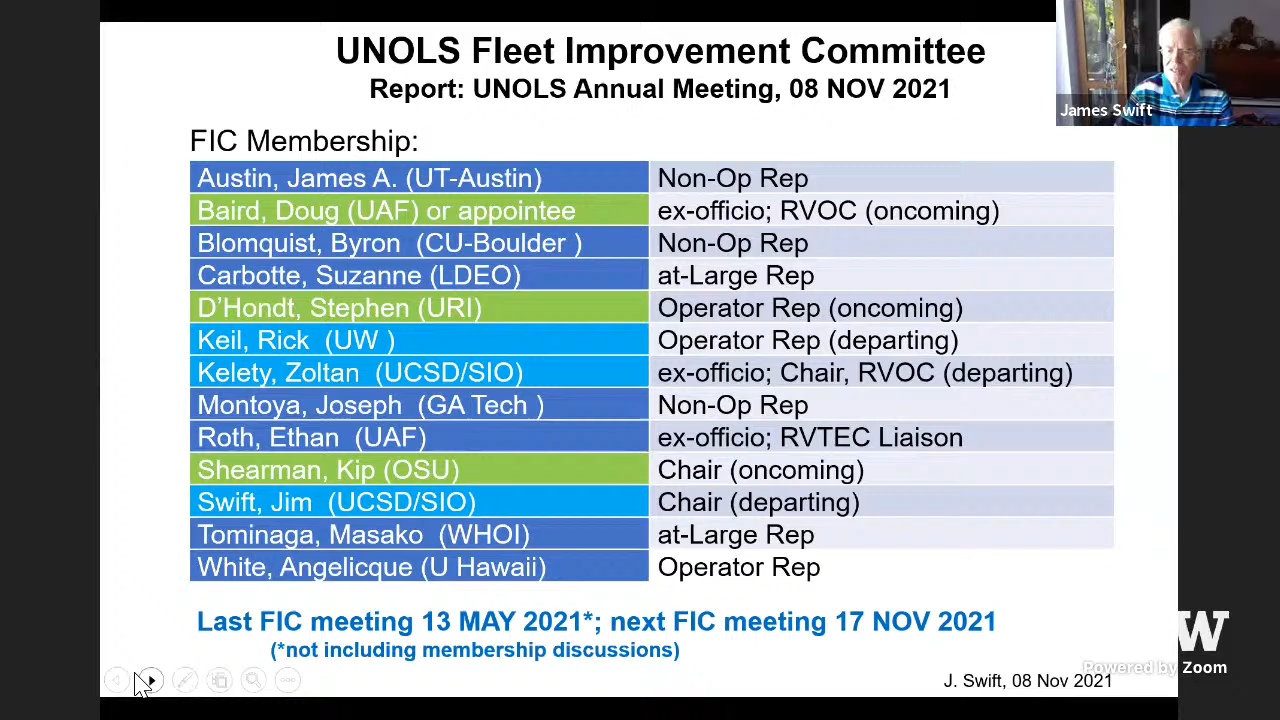 UNOLS Fleet Improvement Committee
Report: UNOLS Annual Meeting, 08 NOV 2021
James Swift
FIC Membership:
Austin, James A. (UT-Austin) Non-Op Rep
Baird, Doug (UAF) or appointee ex-officio; RVOC (oncoming)
Blomquist, Byron (CU-Boulder ) Non-Op Rep
Carbotte, Suzanne (LDEO) at-Large Rep
D’Hondt, Stephen (URI) Operator Rep (oncoming)
Keil, Rick (UW ) Operator Rep (departing)
Kelety, Zoltan (UCSD/SIO) ex-officio; Chair, RVOC (departing)
Montoya, Joseph (GA Tech ) Non-Op Rep
Roth, Ethan (UAF) ex-officio; RVTEC Liaison
Shearman, Kip (OSU) Chair (oncoming)
Swift, Jim (UCSD/SIO) Chair (departing)
Tominaga, Masako (WHOI) at-Large Rep
White, Angelicque (U Hawaii) Operator Rep
Last FIC meeting 13 MAY 2021*; next FIC meeting 17 NOV 2021
(*not including membership discussions)
W
Powered by Zoom
J. Swift, 08 Nov 2021